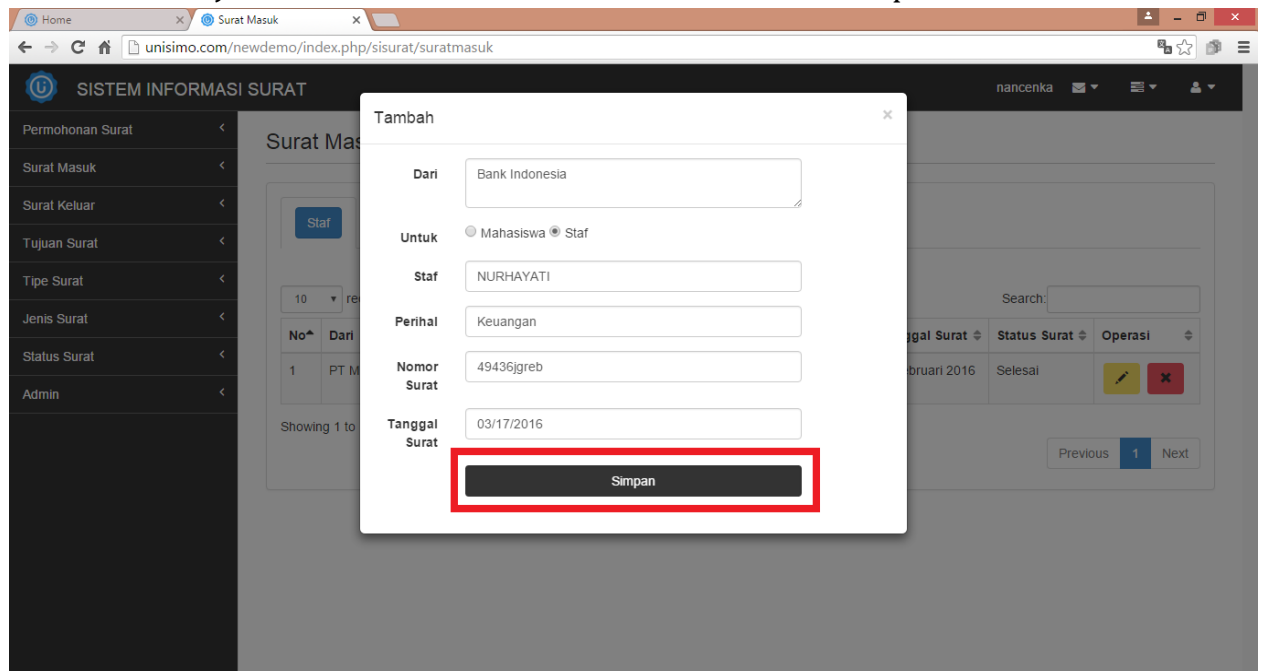 Home
Surat Masuk
unisimo.com/newdemo/index.php/sisurat/suratmasuk
SISTEM INFORMASI SURAT
nancenka
Permohonan Surat
Surat Masuk
Surat Keluar
Tujuan Surat
Tipe Surat
Jenis Surat
Status Surat
Admin
Surat Mas
Staf
10 re
Search:
No Dari ggal Surat Status Surat Operasi
1 PT M ebruari 2016 Selesai
Showing 1 to
Previous 1 Next
Tambah
×
Dari Bank Indonesia
Untuk Mahasiswa Staf
Staf NURHAYATI
Perihal Keuangan
Nomor Surat 49436jgreb
Tanggal Surat 03/17/2016
Simpan